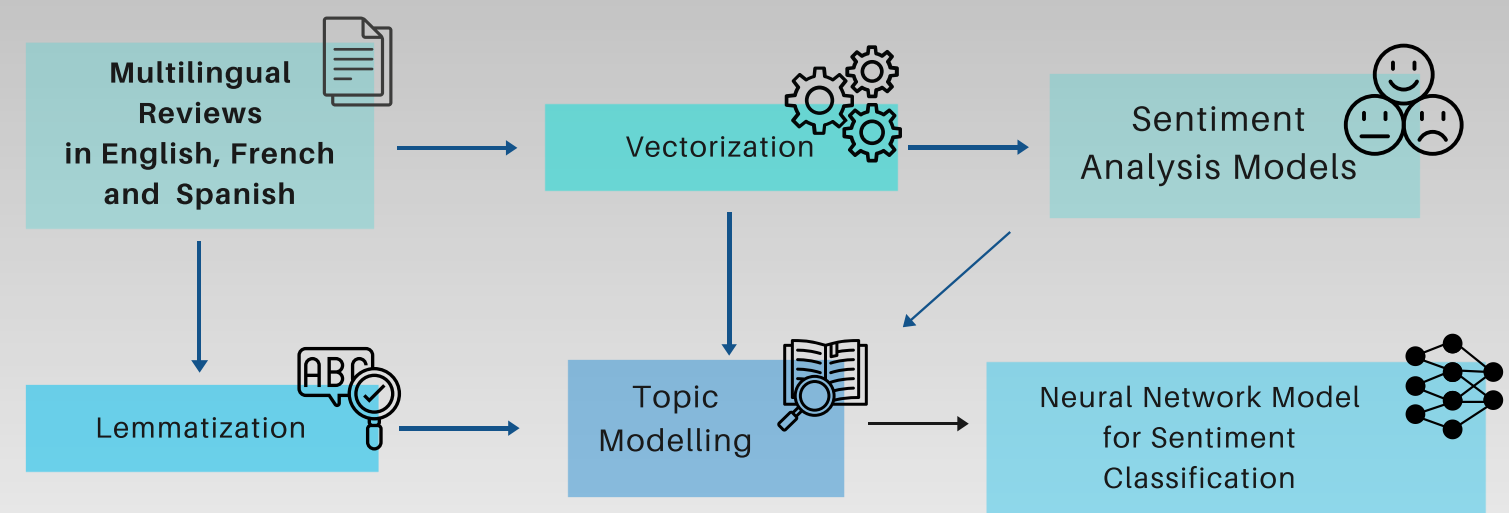 Multilingual
Reviews
in English, French
and Spanish
Vectorization
Sentiment
Analysis Models
ABC
Lemmatization
Topic
Modelling
Neural Network Model
for Sentiment
Classification